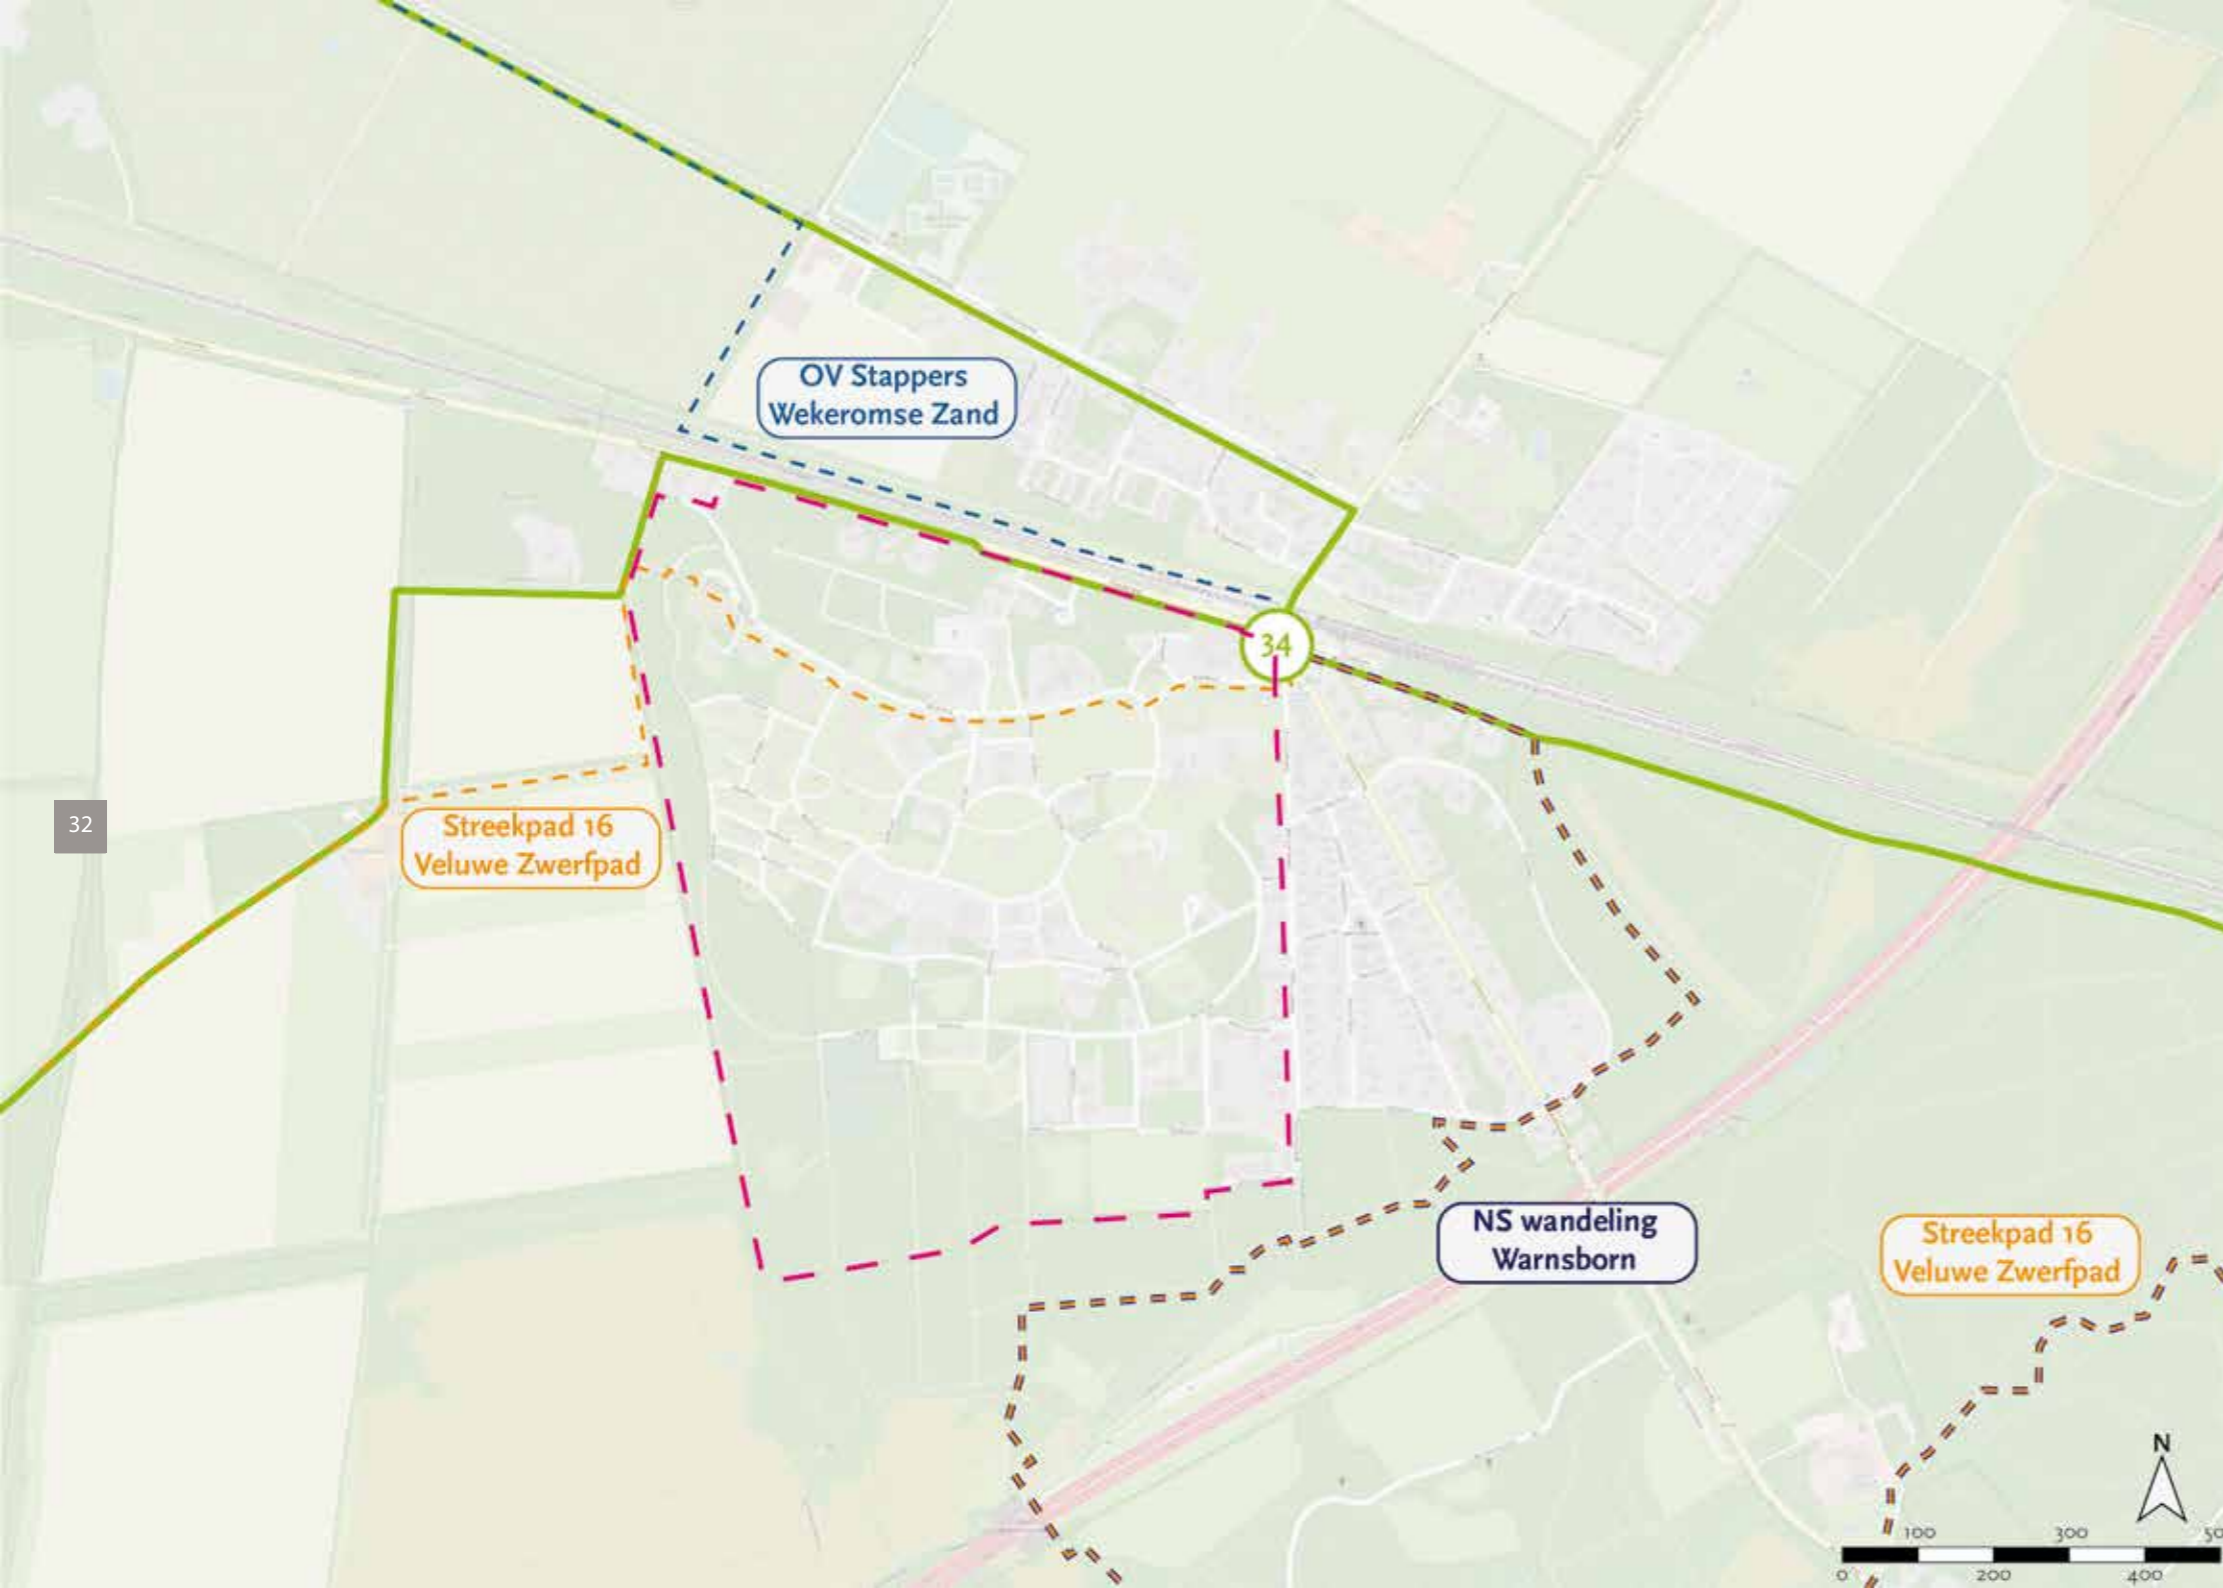 OV Stappers
Wekeromse Zand
34
32
Streekpad 16
Veluwe Zwerfpad
NS wandeling
Warnsborn
Streekpad 16
Veluwe Zwerfpad
N
100 300
0 200 400